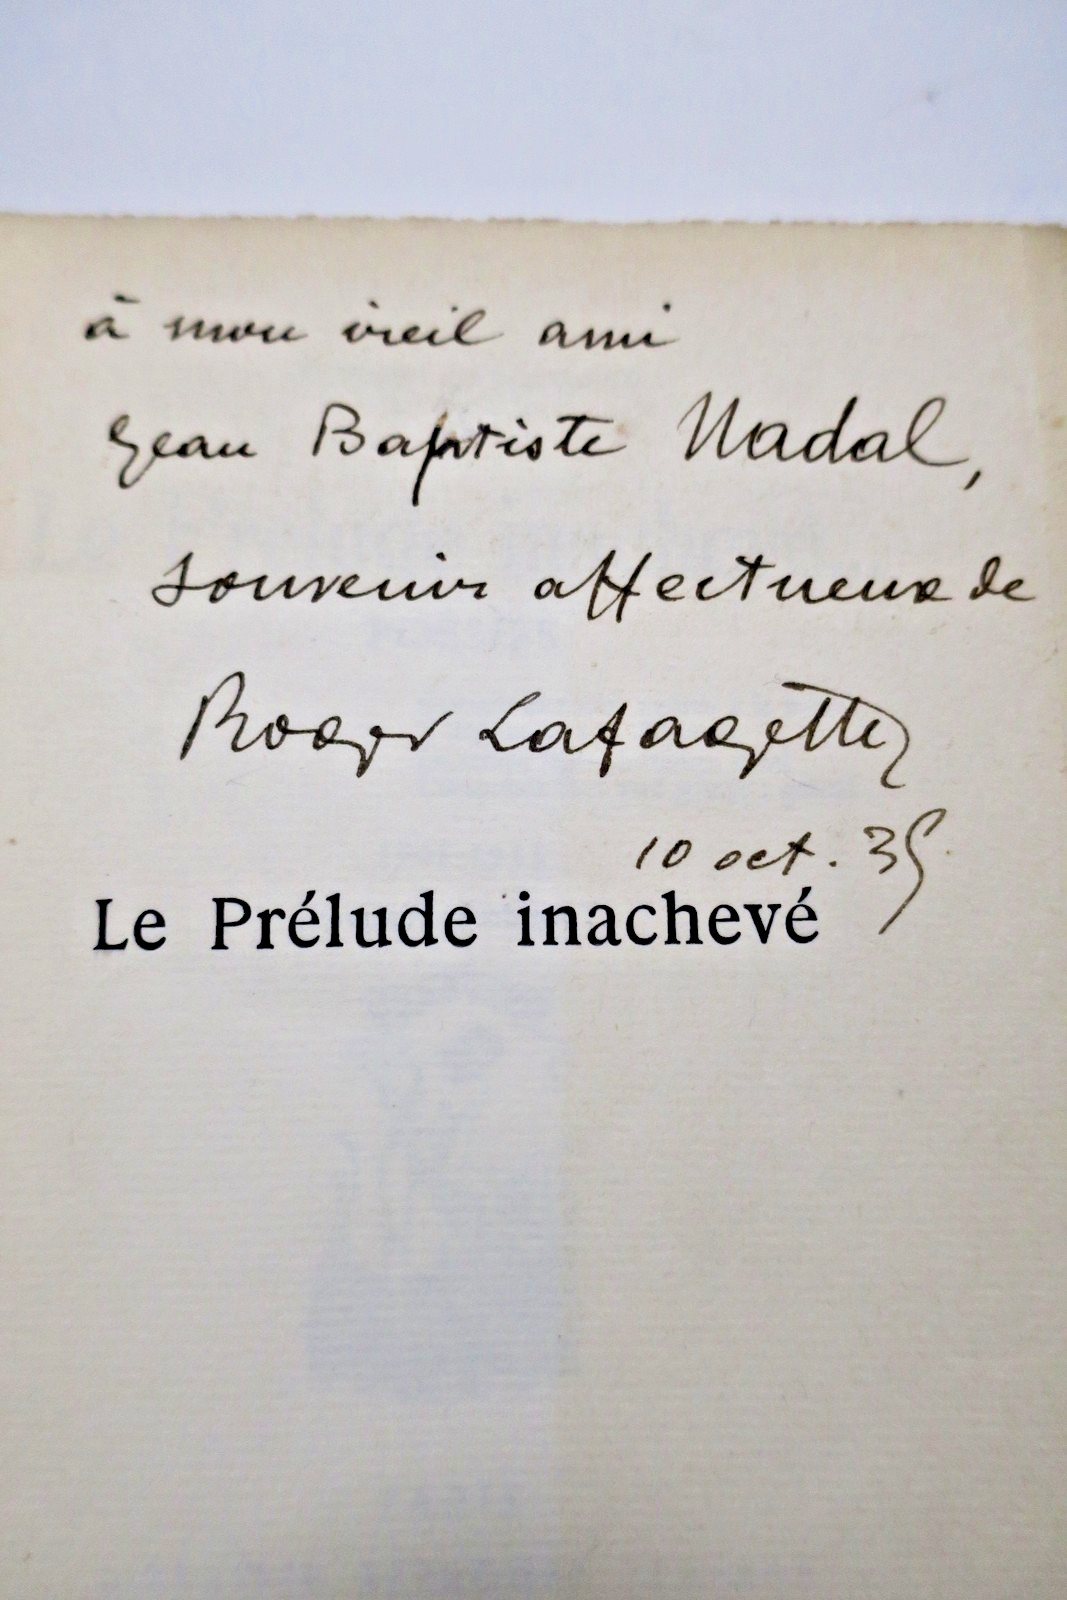 à mon vieil ami
Jean Baptiste Nadal,
souvenir affectueux de
Roger Lafagette
10 oct. 35
Le Prélude inachevé